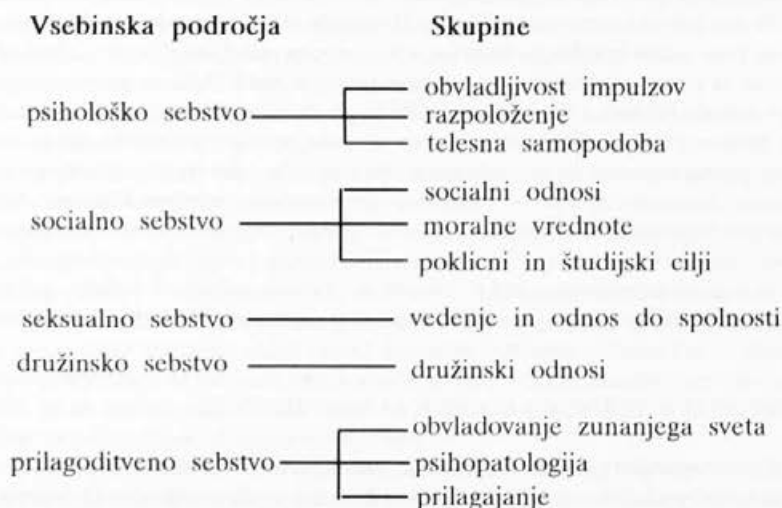 Vsebinska področja Skupine
obvladljivost impulzov
psihološko sebstvo razpoloženje
telesna samopodoba
socialni odnosi
socialno sebstvo moralne vrednote
poklicni in študijski cilji
seksualno sebstvo vedenje in odnos do spolnosti
družinsko sebstvo družinski odnosi
obvladovanje zunanjega sveta
prilagoditveno sebstvo psihopatologija
prilagajanje